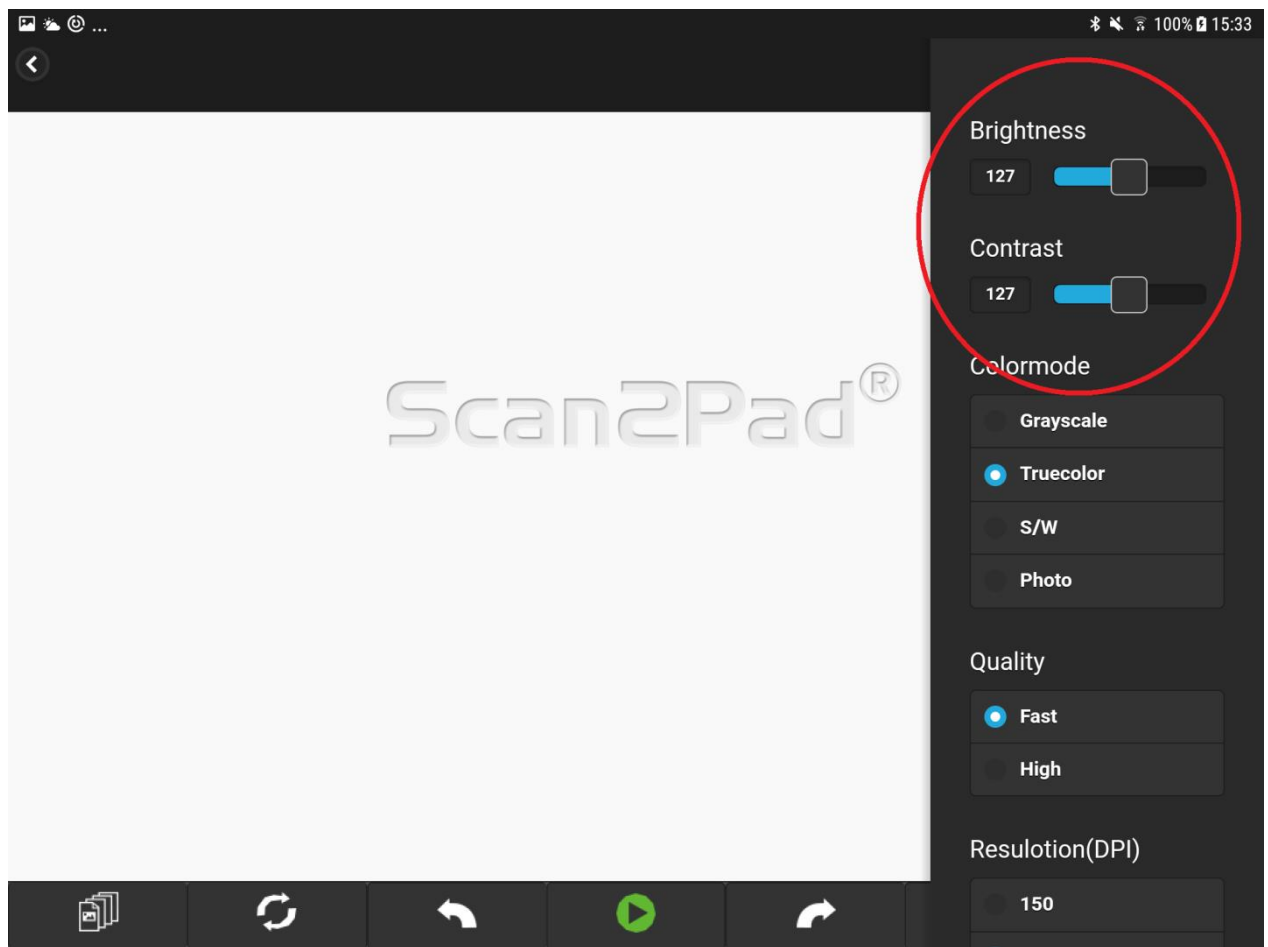 ... 100% 15:33
Brightness
127
Contrast
127
Scan2Pad®
Colormode
Grayscale
Truecolor
S/W
Photo
Quality
Fast
High
Resulotion(DPI)
150